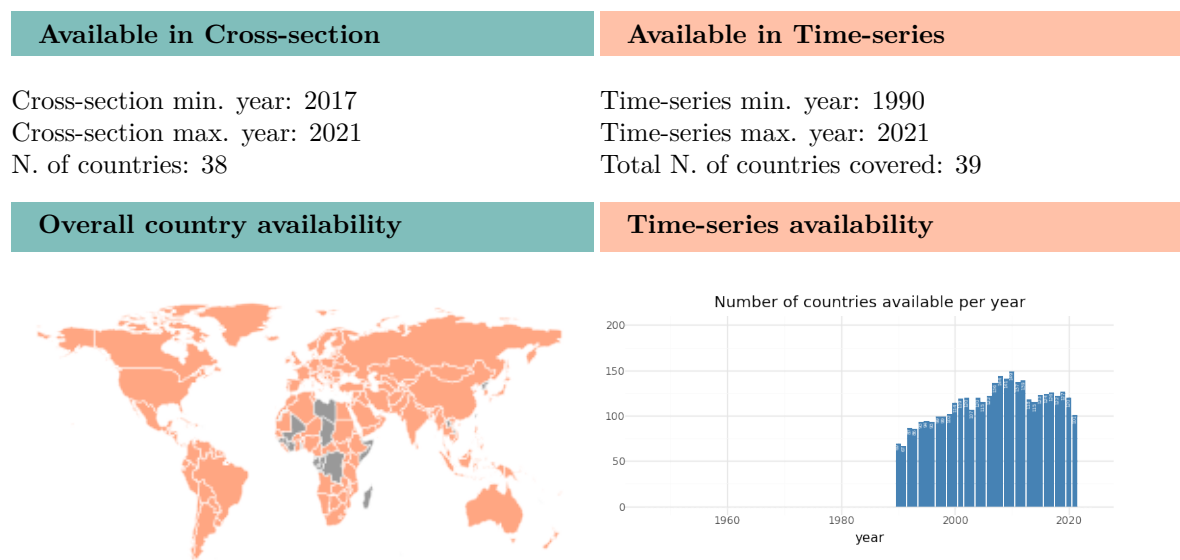 Available in Cross-section
Available in Time-series
Cross-section min. year: 2017
Cross-section max. year: 2021
N. of countries: 38
Time-series min. year: 1990
Time-series max. year: 2021
Total N. of countries covered: 39
Overall country availability
Time-series availability
Number of countries available per year
200
150
100
50
0
1960 1980 2000 2020
year